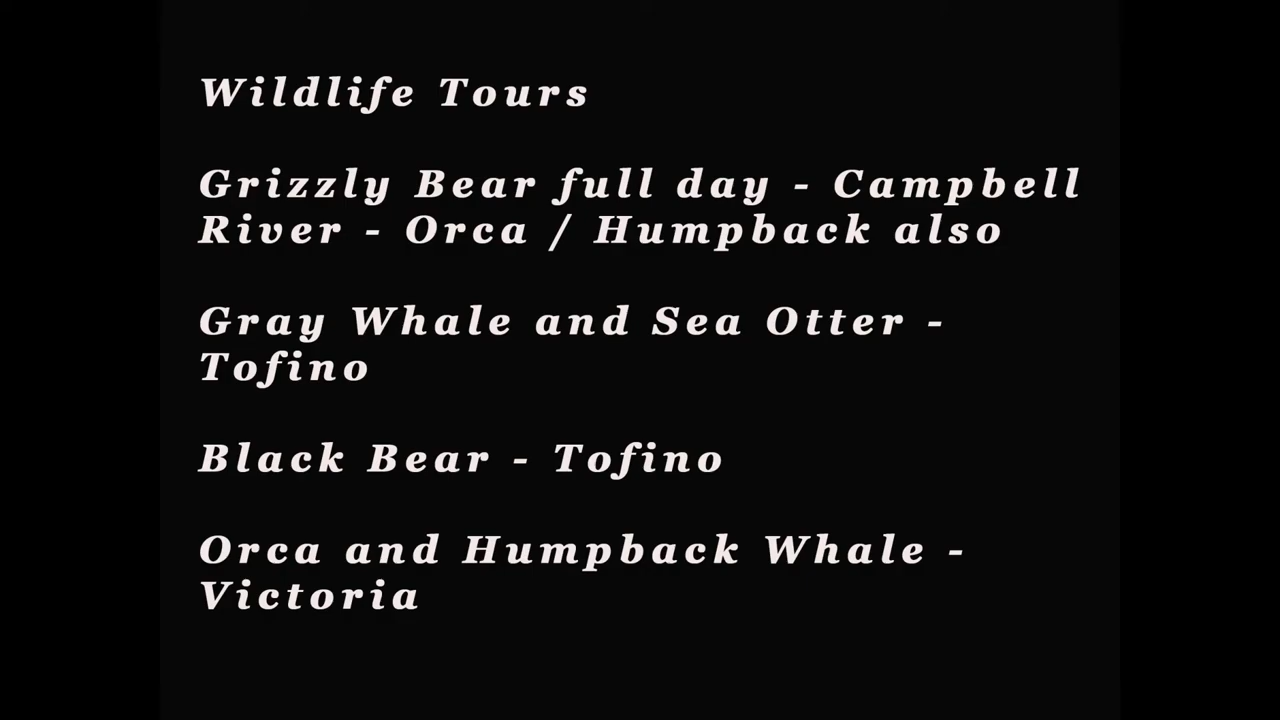 Wildlife Tours
Grizzly Bear full day - Campbell
River - Orca / Humpback also
Gray Whale and Sea Otter -
Tofino
Black Bear - Tofino
Orca and Humpback Whale -
Victoria